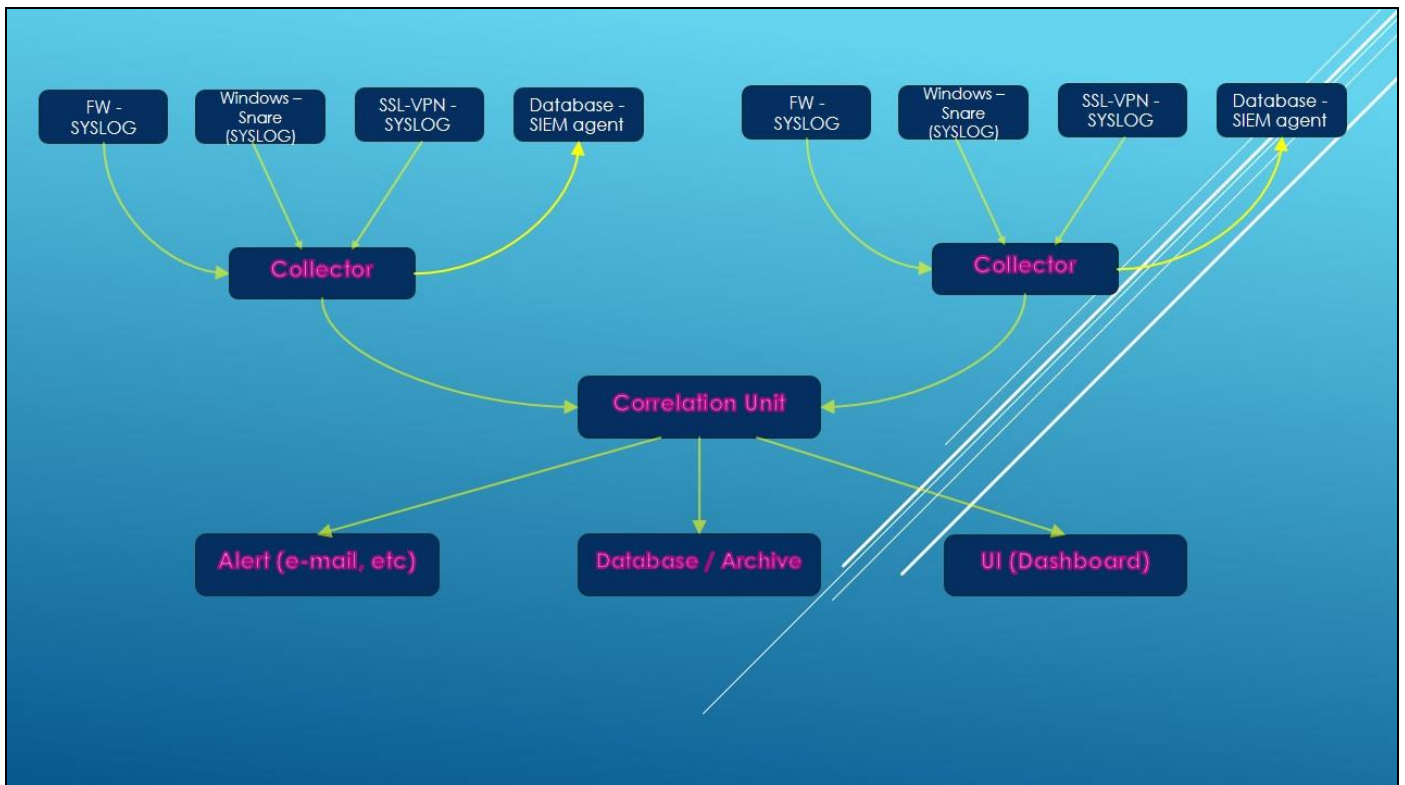 FW -
SYSLOG
Windows –
Snare
(SYSLOG)
SSL-VPN -
SYSLOG
Database -
SIEM agent
FW -
SYSLOG
Windows –
Snare
(SYSLOG)
SSL-VPN -
SYSLOG
Database -
SIEM agent
Collector
Collector
Correlation Unit
Alert (e-mail, etc)
Database / Archive
UI (Dashboard)